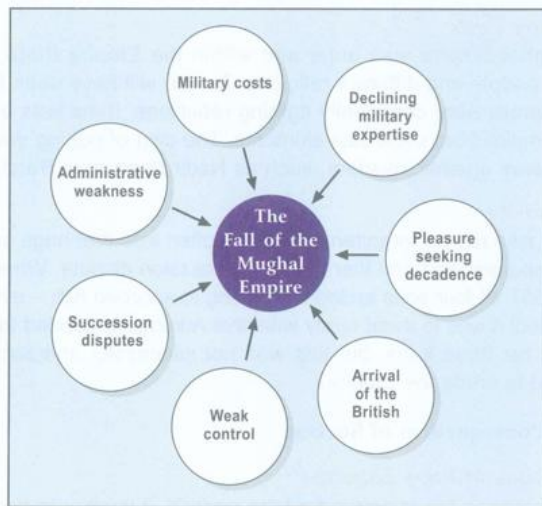 Military costs
Declining
military
expertise
Administrative
weakness
The
Fall of the
Mughal
Empire
Pleasure
seeking
decadence
Succession
disputes
Arrival
of the
British
Weak
control